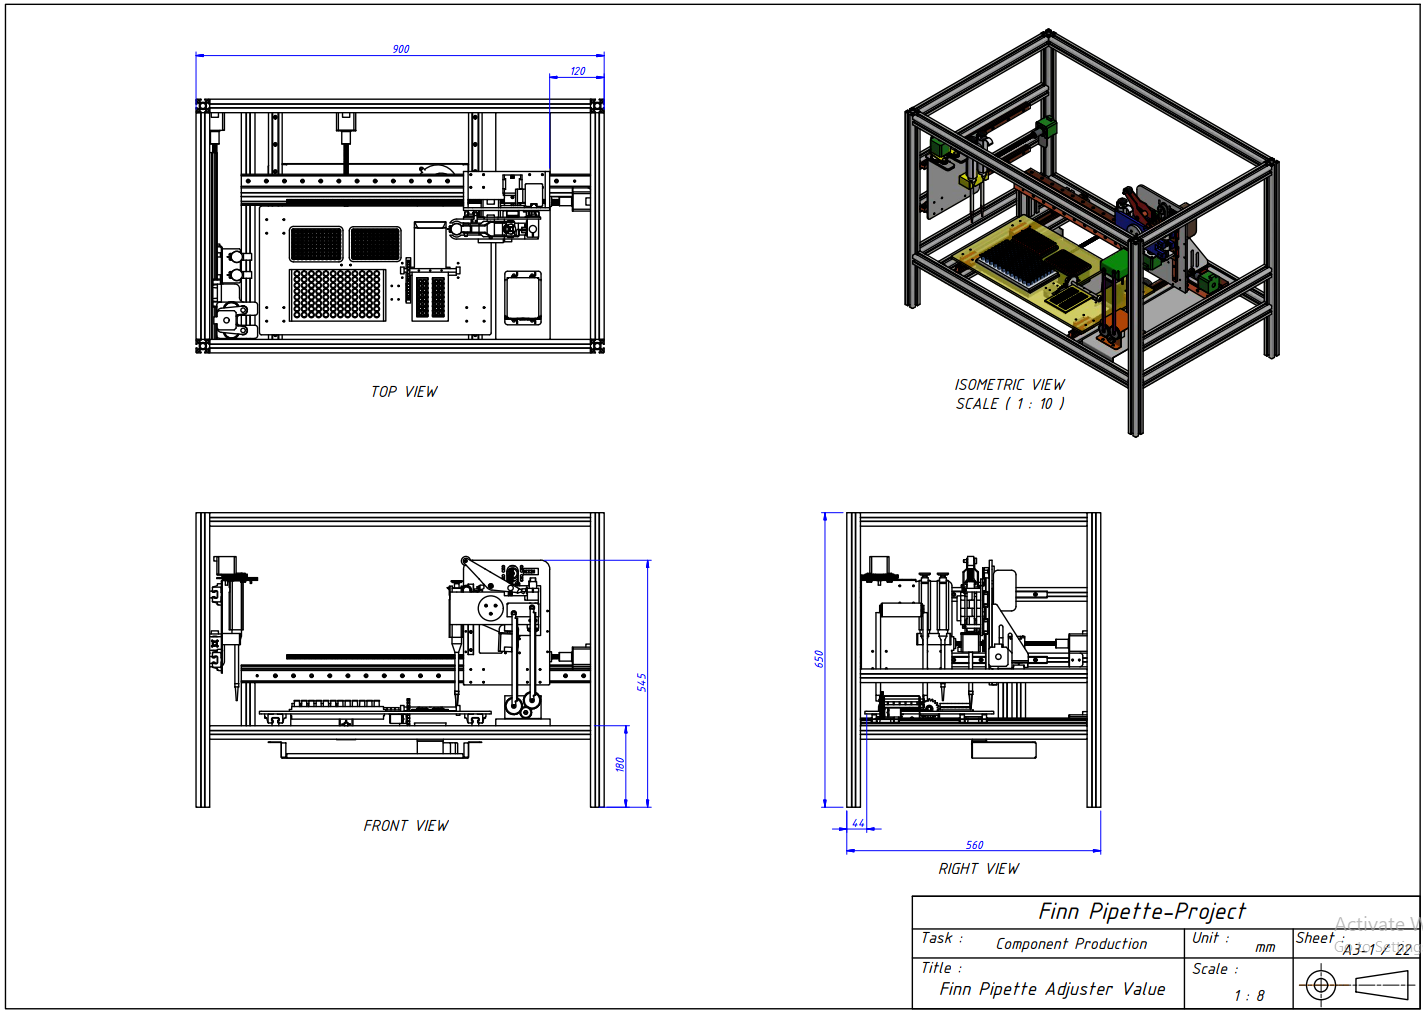 900
120
TOP VIEW
ISOMETRIC VIEW
SCALE ( 1 : 10 )
545
180
FRONT VIEW
650
44
560
RIGHT VIEW
Finn Pipette-Project
Task :
Component Production
Unit :
mm
Sheet :
A3-1 / 22
Title :
Finn Pipette Adjuster Value
Scale :
1 : 8
Activate W
Go to Setting